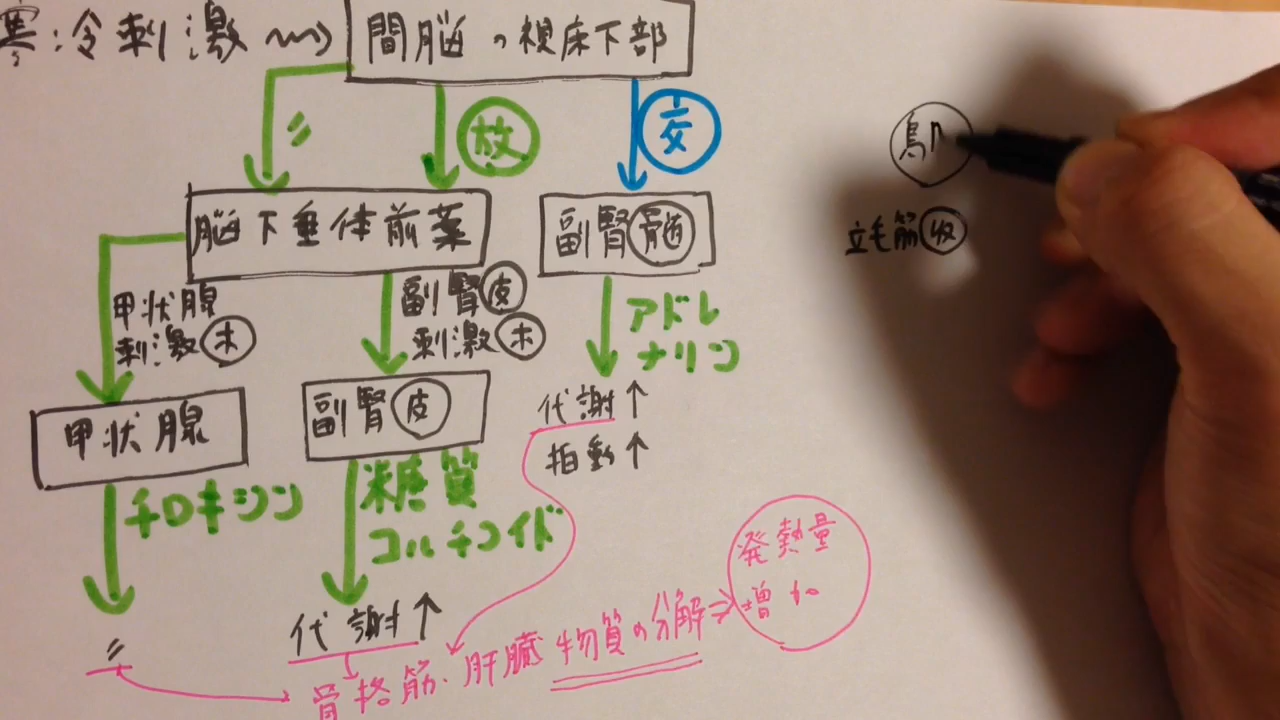 寒冷刺激
間脳の視床下部
〃
放
交
脳下垂体前葉
副腎髄
甲状腺
刺激ホ
副腎皮
刺激ホ
アドレ
ナリン
甲状腺
副腎皮
代謝↑
拍動↑
チロキシン
糖質
コルチコイド
〃
代謝↑
骨格筋、肝臓 物質の分解⇒
発熱量
増加
立毛筋収